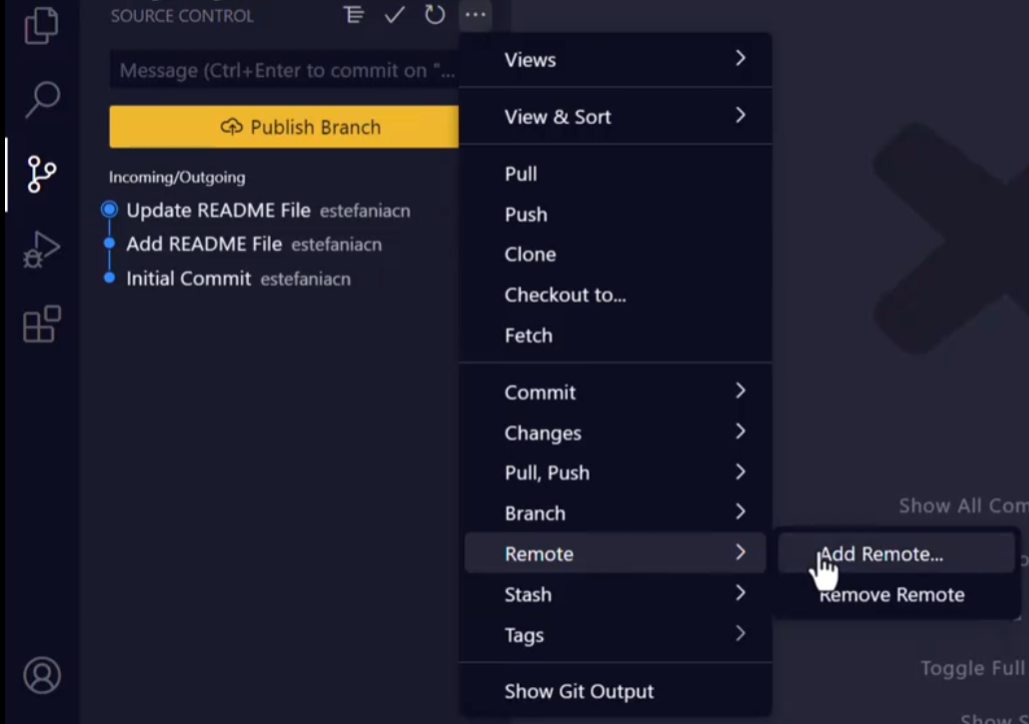 SOURCE CONTROL
Message (Ctrl+Enter to commit on "...
Publish Branch
Incoming/Outgoing
Update README File estefaniacn
Add README File estefaniacn
Initial Commit estefaniacn
Views
View & Sort
Pull
Push
Clone
Checkout to...
Fetch
Commit
Changes
Pull, Push
Branch
Remote
Stash
Tags
Show Git Output
Add Remote...
Remove Remote
Show All Com
Toggle Full
Show S